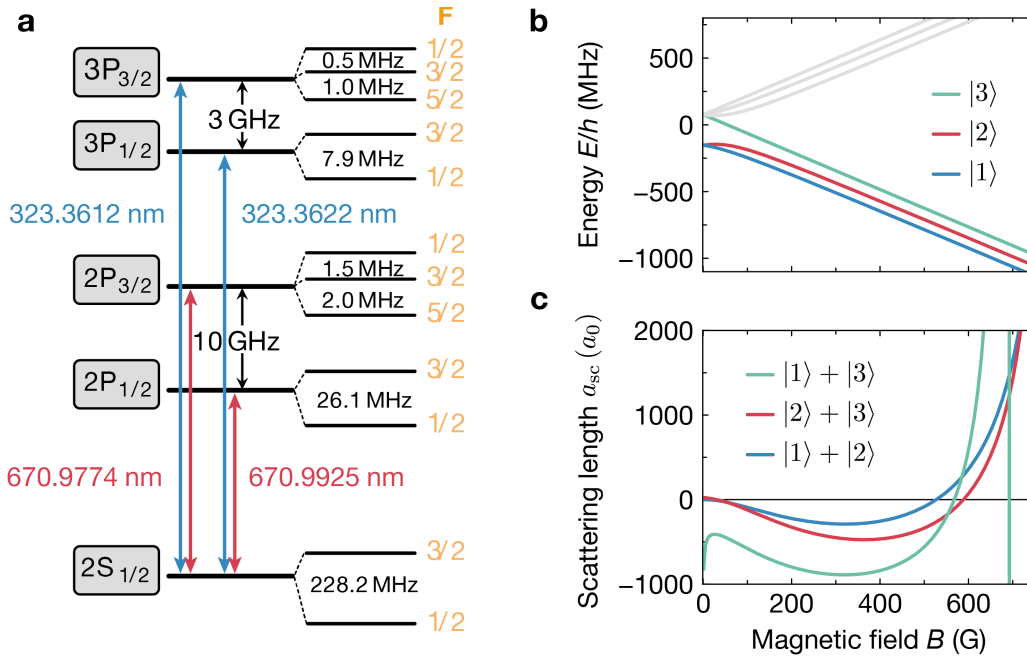 a
F
3P3/2
1/2
0.5 MHz
3/2
1.0 MHz
5/2
3 GHz
3P1/2
3/2
7.9 MHz
1/2
323.3612 nm
323.3622 nm
2P3/2
1/2
1.5 MHz
3/2
2.0 MHz
5/2
10 GHz
2P1/2
3/2
26.1 MHz
1/2
670.9774 nm
670.9925 nm
2S1/2
3/2
228.2 MHz
1/2
b
Energy E/h (MHz)
500
0
−500
−1000
|3⟩
|2⟩
|1⟩
c
Scattering length asc (a0)
2000
1000
0
−1000
|1⟩ + |3⟩
|2⟩ + |3⟩
|1⟩ + |2⟩
0 200 400 600
Magnetic field B (G)